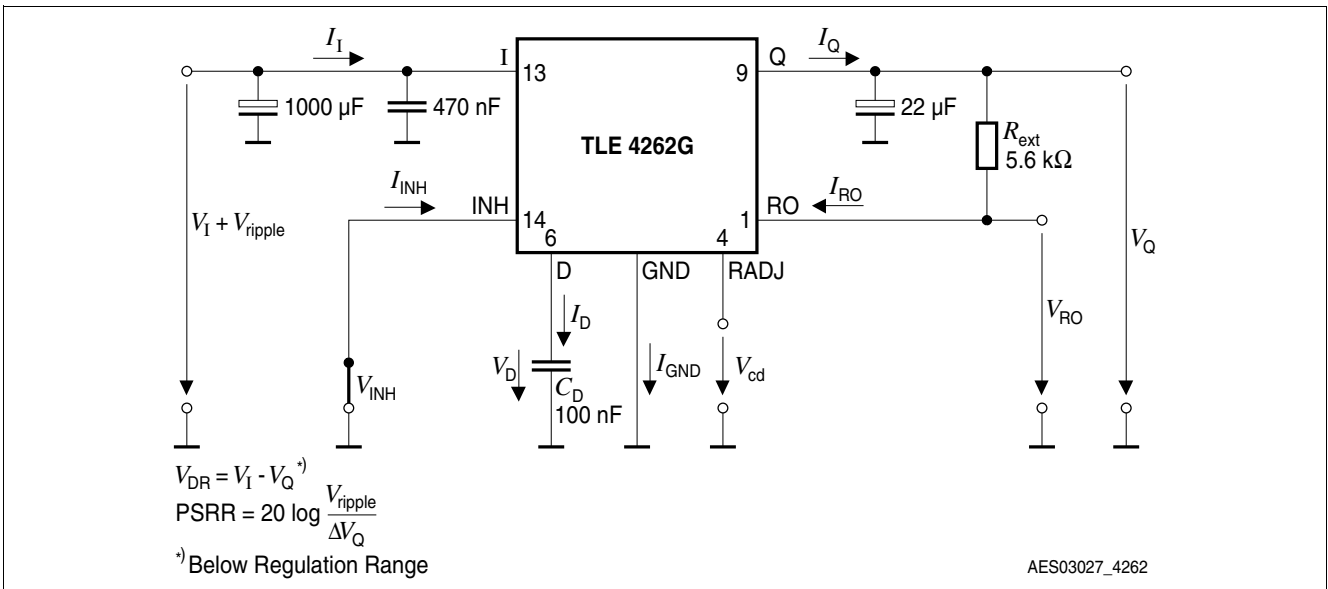 I_I
I
13
1000 µF
470 nF
TLE 4262G
Q
9
I_Q
22 µF
R_ext
5.6 kΩ
I_INH
INH
14
V_I + V_ripple
1
RO
I_RO
V_Q
6
4
D
GND
RADJ
I_D
V_D
I_GND
V_cd
V_RO
V_INH
C_D
100 nF
V_DR = V_I - V_Q *)
PSRR = 20 log V_ripple / ΔV_Q
*) Below Regulation Range
AES03027_4262